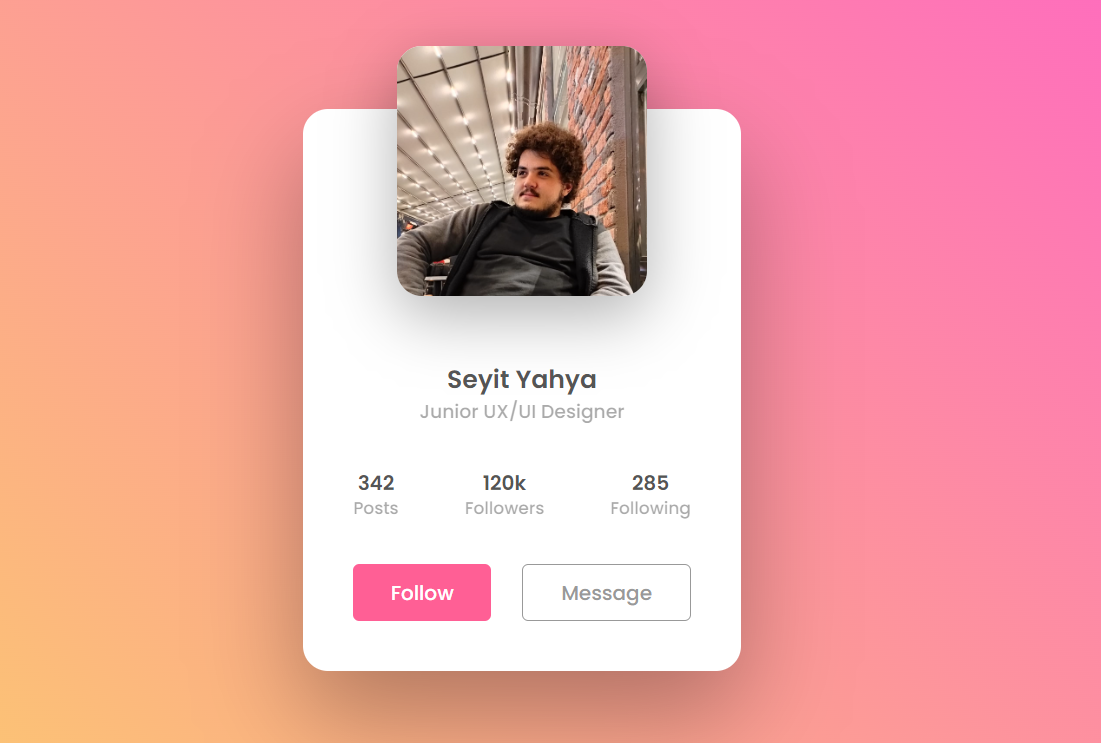 Seyit Yahya
Junior UX/UI Designer
342 120k 285
Posts Followers Following
Follow Message